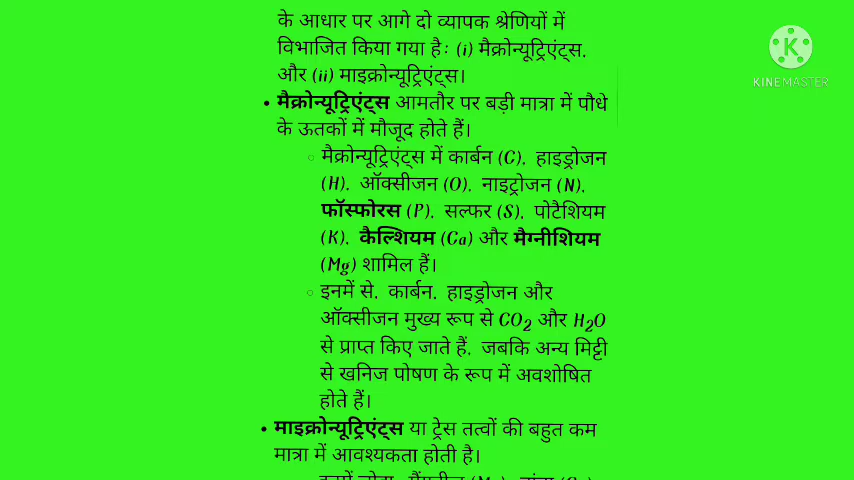 के आधार पर आगे दो व्यापक श्रेणियों में
विभाजित किया गया है: (i) मैक्रोन्यूट्रिएंट्स,
और (ii) माइक्रोन्यूट्रिएंट्स।
• मैक्रोन्यूट्रिएंट्स आमतौर पर बड़ी मात्रा में पौधे
के ऊतकों में मौजूद होते हैं।
○ मैक्रोन्यूट्रिएंट्स में कार्बन (C), हाइड्रोजन
(H), ऑक्सीजन (O), नाइट्रोजन (N),
फॉस्फोरस (P), सल्फर (S), पोटैशियम
(K), कैल्शियम (Ca) और मैग्नीशियम
(Mg) शामिल हैं।
○ इनमें से, कार्बन, हाइड्रोजन और
ऑक्सीजन मुख्य रूप से CO2 और H2O
से प्राप्त किए जाते हैं, जबकि अन्य मिट्टी
से खनिज पोषण के रूप में अवशोषित
होते हैं।
• माइक्रोन्यूट्रिएंट्स या ट्रेस तत्वों की बहुत कम
मात्रा में आवश्यकता होती है।
K
KINEMASTER